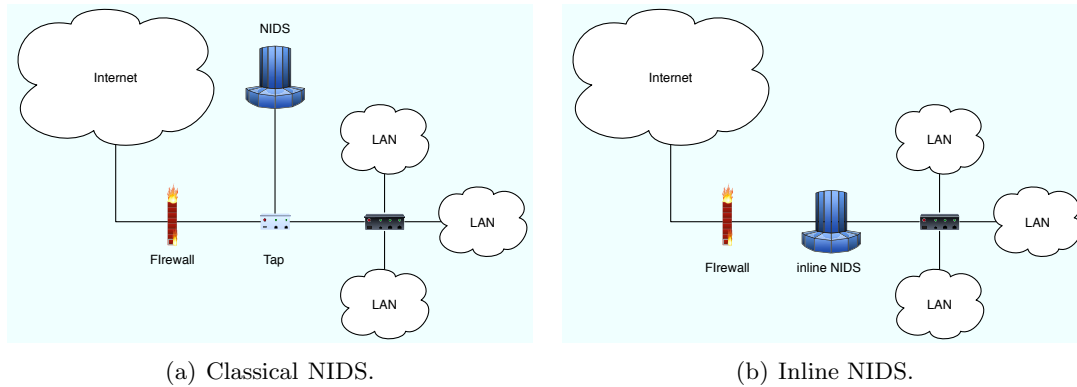 NIDS
Internet
LAN
LAN
FIrewall
Tap
LAN
(a) Classical NIDS.
Internet
LAN
LAN
FIrewall
inline NIDS
LAN
(b) Inline NIDS.